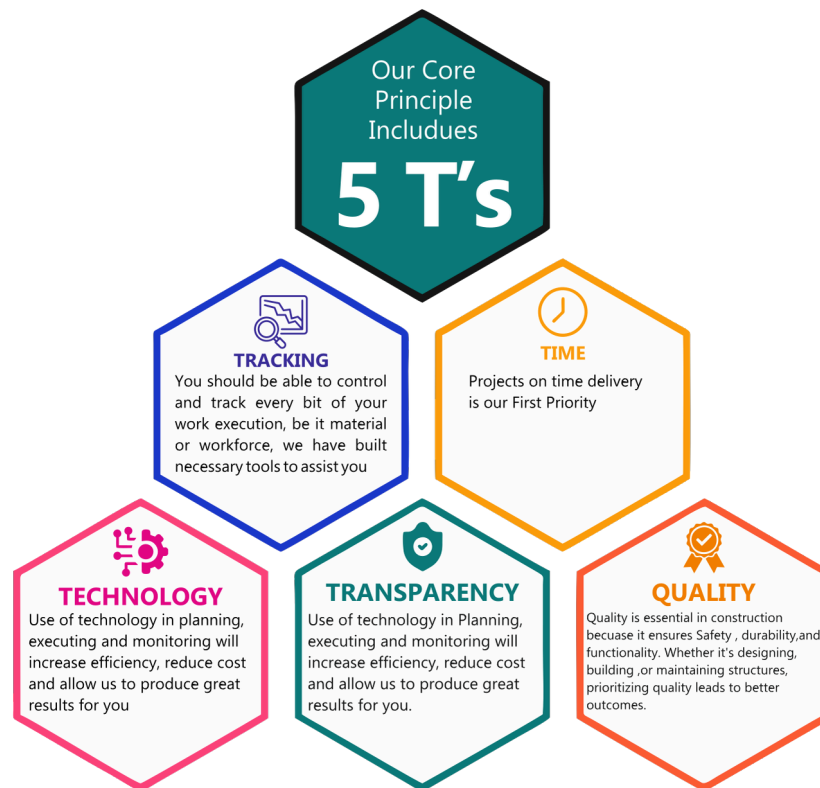 Our Core
Principle
Includues
5 T's
TRACKING
You should be able to control
and track every bit of your
work execution, be it material
or workforce, we have built
necessary tools to assist you
TIME
Projects on time delivery
is our First Priority
TECHNOLOGY
Use of technology in planning,
executing and monitoring will
increase efficiency, reduce cost
and allow us to produce great
results for you
TRANSPARENCY
Use of technology in Planning,
executing and monitoring will
increase efficiency, reduce cost
and allow us to produce great
results for you.
QUALITY
Quality is essential in construction
becuase it ensures Safety , durability,and
functionality. Whether it's designing,
building ,or maintaining structures,
prioritizing quality leads to better
outcomes.